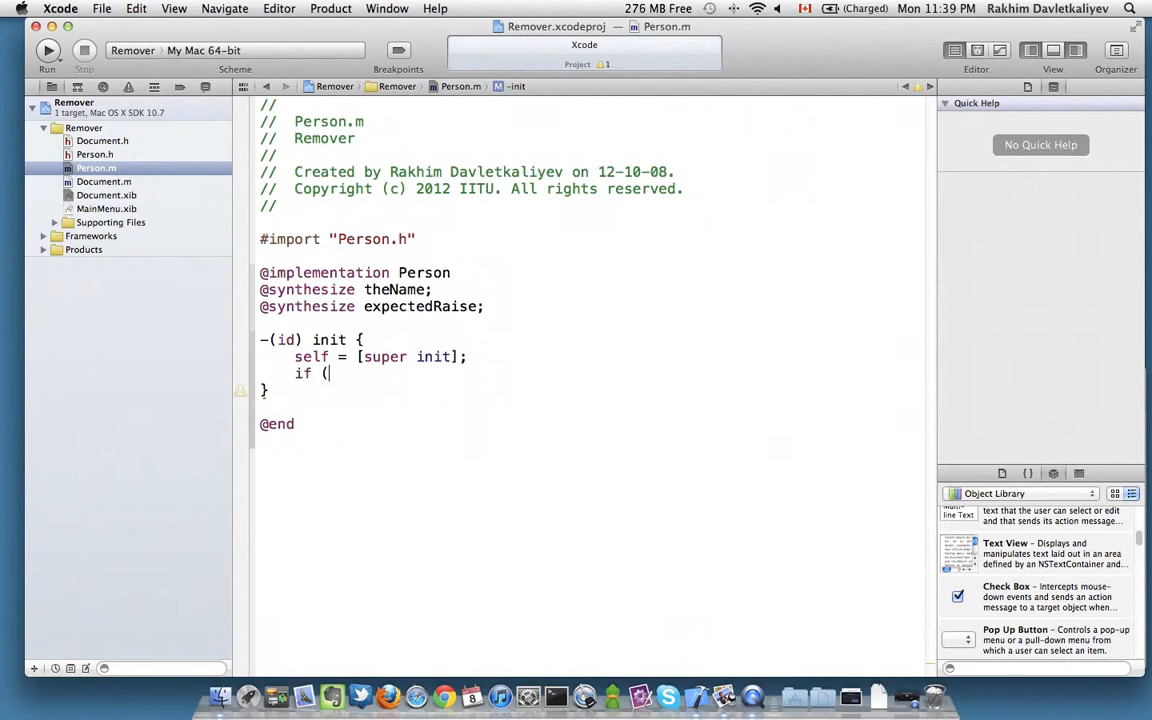 Xcode File Edit View Navigate Editor Product Window Help 276 MB Free (Charged) Mon 11:39 PM Rakhim Davletkaliyev
Remover.xcodeproj — Person.m
Remover My Mac 64-bit
Xcode
Project 1
Run Stop Scheme Breakpoints Editor View Organizer
Remover
1 target, Mac OS X SDK 10.7
Remover
Document.h
Person.h
Person.m
Document.m
Document.xib
MainMenu.xib
Supporting Files
Frameworks
Products
Remover Remover Person.m M -init
//
// Person.m
// Remover
//
// Created by Rakhim Davletkaliyev on 12-10-08.
// Copyright (c) 2012 IITU. All rights reserved.
//
#import "Person.h"
@implementation Person
@synthesize theName;
@synthesize expectedRaise;
-(id) init {
self = [super init];
if (
}
@end
Quick Help
No Quick Help
Object Library
Multi-
line Text
text that the user can select or edit
and that sends its action message...
Text View - Displays and
manipulates text laid out in an area
defined by an NSTextContainer and...
Check Box - Intercepts mouse-
down events and sends an action
message to a target object when...
Pop Up Button - Controls a pop-
up menu or a pull-down menu from
which a user can select an item.